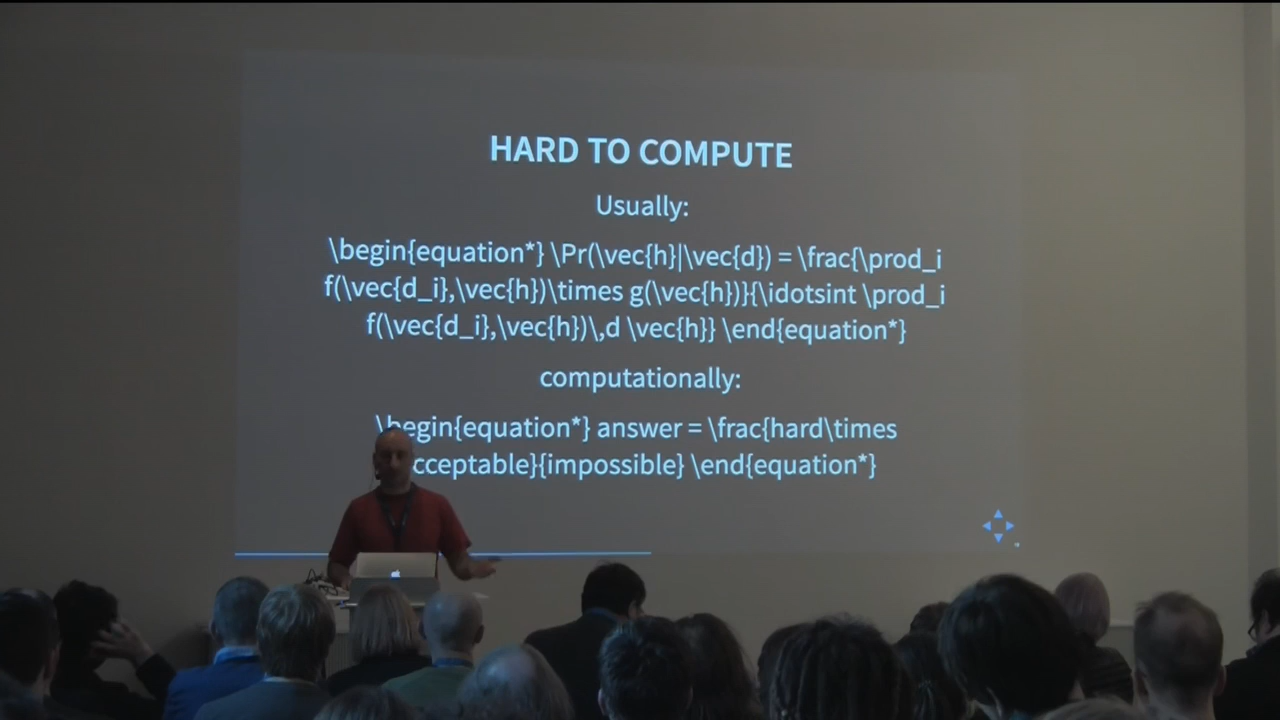 HARD TO COMPUTE
Usually:
\begin{equation*} \Pr(\vec{h}|\vec{d}) = \frac{\prod_i
f(\vec{d_i},\vec{h})\times g(\vec{h})}{\idotsint \prod_i
f(\vec{d_i},\vec{h})\,d \vec{h}} \end{equation*}
computationally:
\begin{equation*} answer = \frac{hard\times
cceptable}{impossible} \end{equation*}